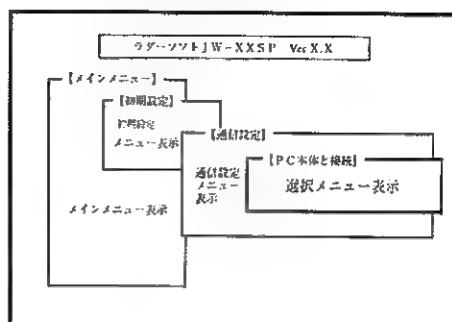 ラダーソフトJW-XXSP Ver X.X
【メインメニュー】
【初期設定】
初期設定
メニュー表示
【通信設定】
通信設定
メニュー
表示
【PC本体と接続】
選択メニュー表示
メインメニュー表示